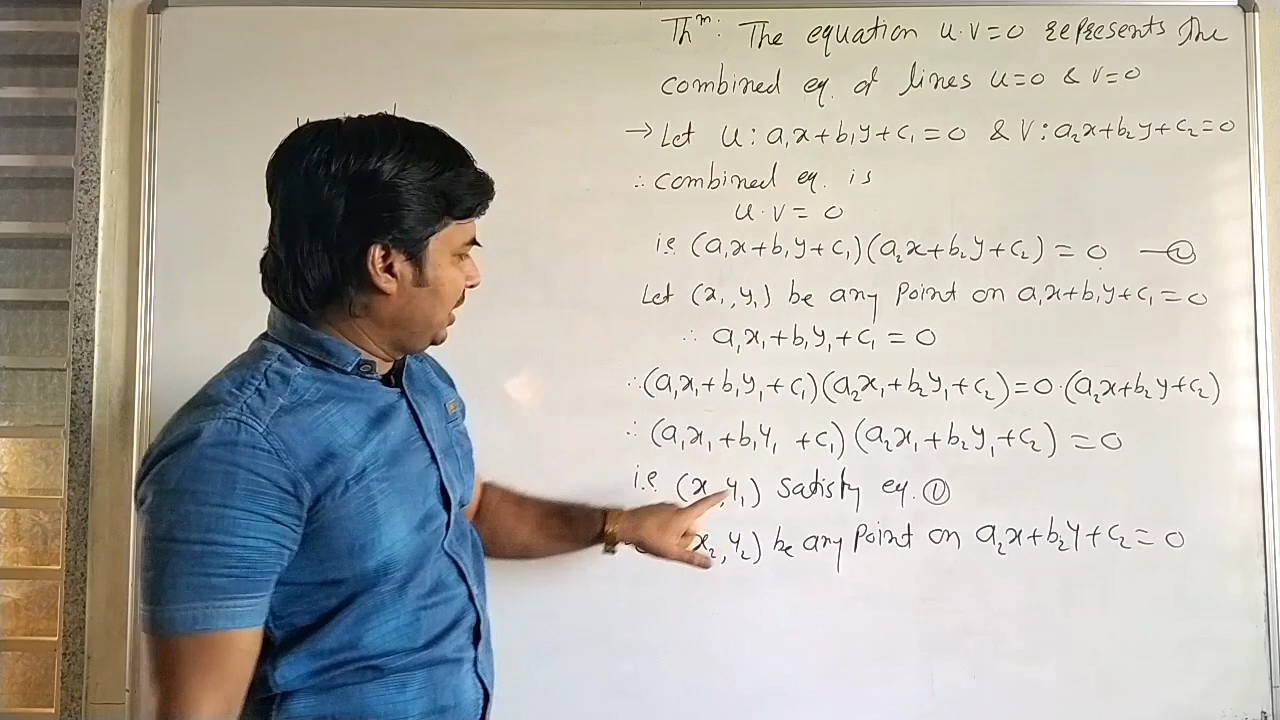 Thᵐ: The equation u.v=0 represents the
combined eq. of lines u=0 & v=0
→ Let u: a₁x+b₁y+c₁=0 & v: a₂x+b₂y+c₂=0
∴ combined eq. is
u.v=0
i.e (a₁x+b₁y+c₁)(a₂x+b₂y+c₂)=0 —①
Let (x₁,y₁) be any point on a₁x+b₁y+c₁=0
∴ a₁x₁+b₁y₁+c₁=0
∴(a₁x₁+b₁y₁+c₁)(a₂x₁+b₂y₁+c₂)=0.(a₂x+b₂y+c₂)
∴ (a₁x₁+b₁y₁+c₁)(a₂x₁+b₂y₁+c₂)=0
i.e. (x,y₁) satisfy eq. ①
x₂,y₂) be any point on a₂x+b₂y+c₂=0